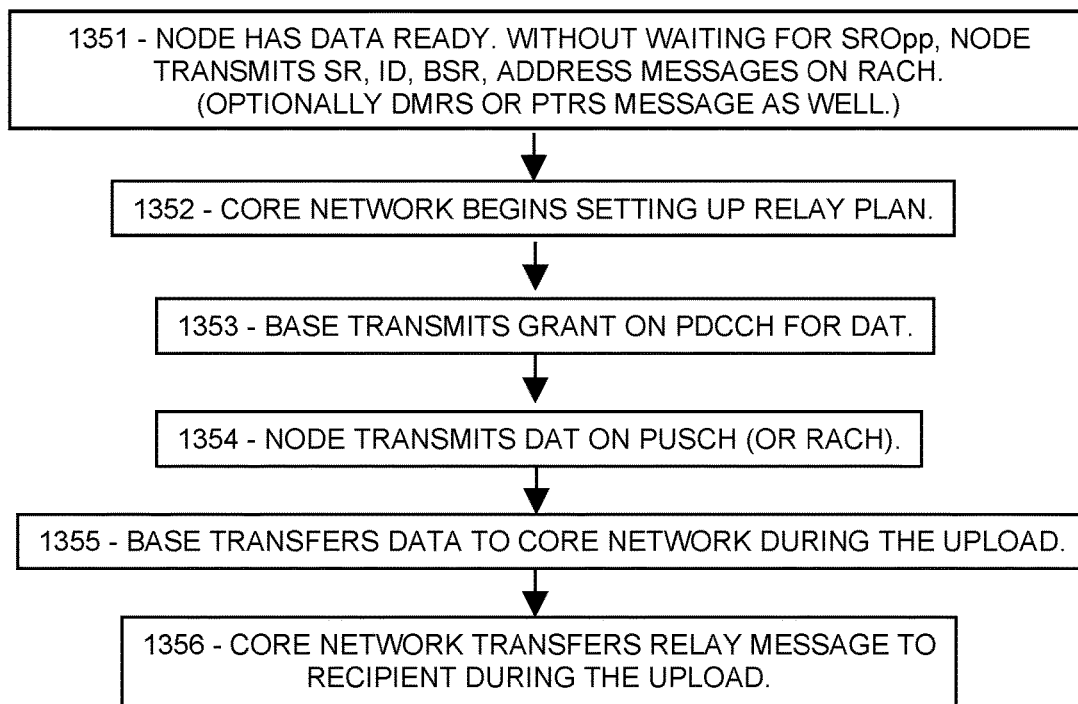 1351 - NODE HAS DATA READY. WITHOUT WAITING FOR SROpp, NODE
TRANSMITS SR, ID, BSR, ADDRESS MESSAGES ON RACH.
(OPTIONALLY DMRS OR PTRS MESSAGE AS WELL.)
1352 - CORE NETWORK BEGINS SETTING UP RELAY PLAN.
1353 - BASE TRANSMITS GRANT ON PDCCH FOR DAT.
1354 - NODE TRANSMITS DAT ON PUSCH (OR RACH).
1355 - BASE TRANSFERS DATA TO CORE NETWORK DURING THE UPLOAD.
1356 - CORE NETWORK TRANSFERS RELAY MESSAGE TO
RECIPIENT DURING THE UPLOAD.